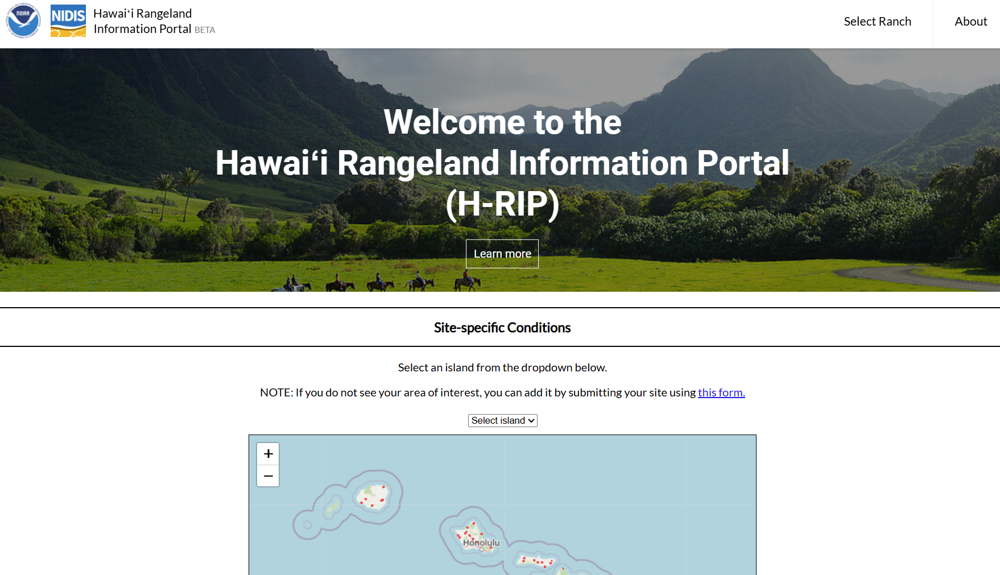 NOAA
NIDIS
Hawaiʻi Rangeland
Information Portal BETA
Select Ranch
About
Welcome to the
Hawaiʻi Rangeland Information Portal
(H-RIP)
Learn more
Site-specific Conditions
Select an island from the dropdown below.
NOTE: If you do not see your area of interest, you can add it by submitting your site using this form.
Select island
+
−
Honolulu